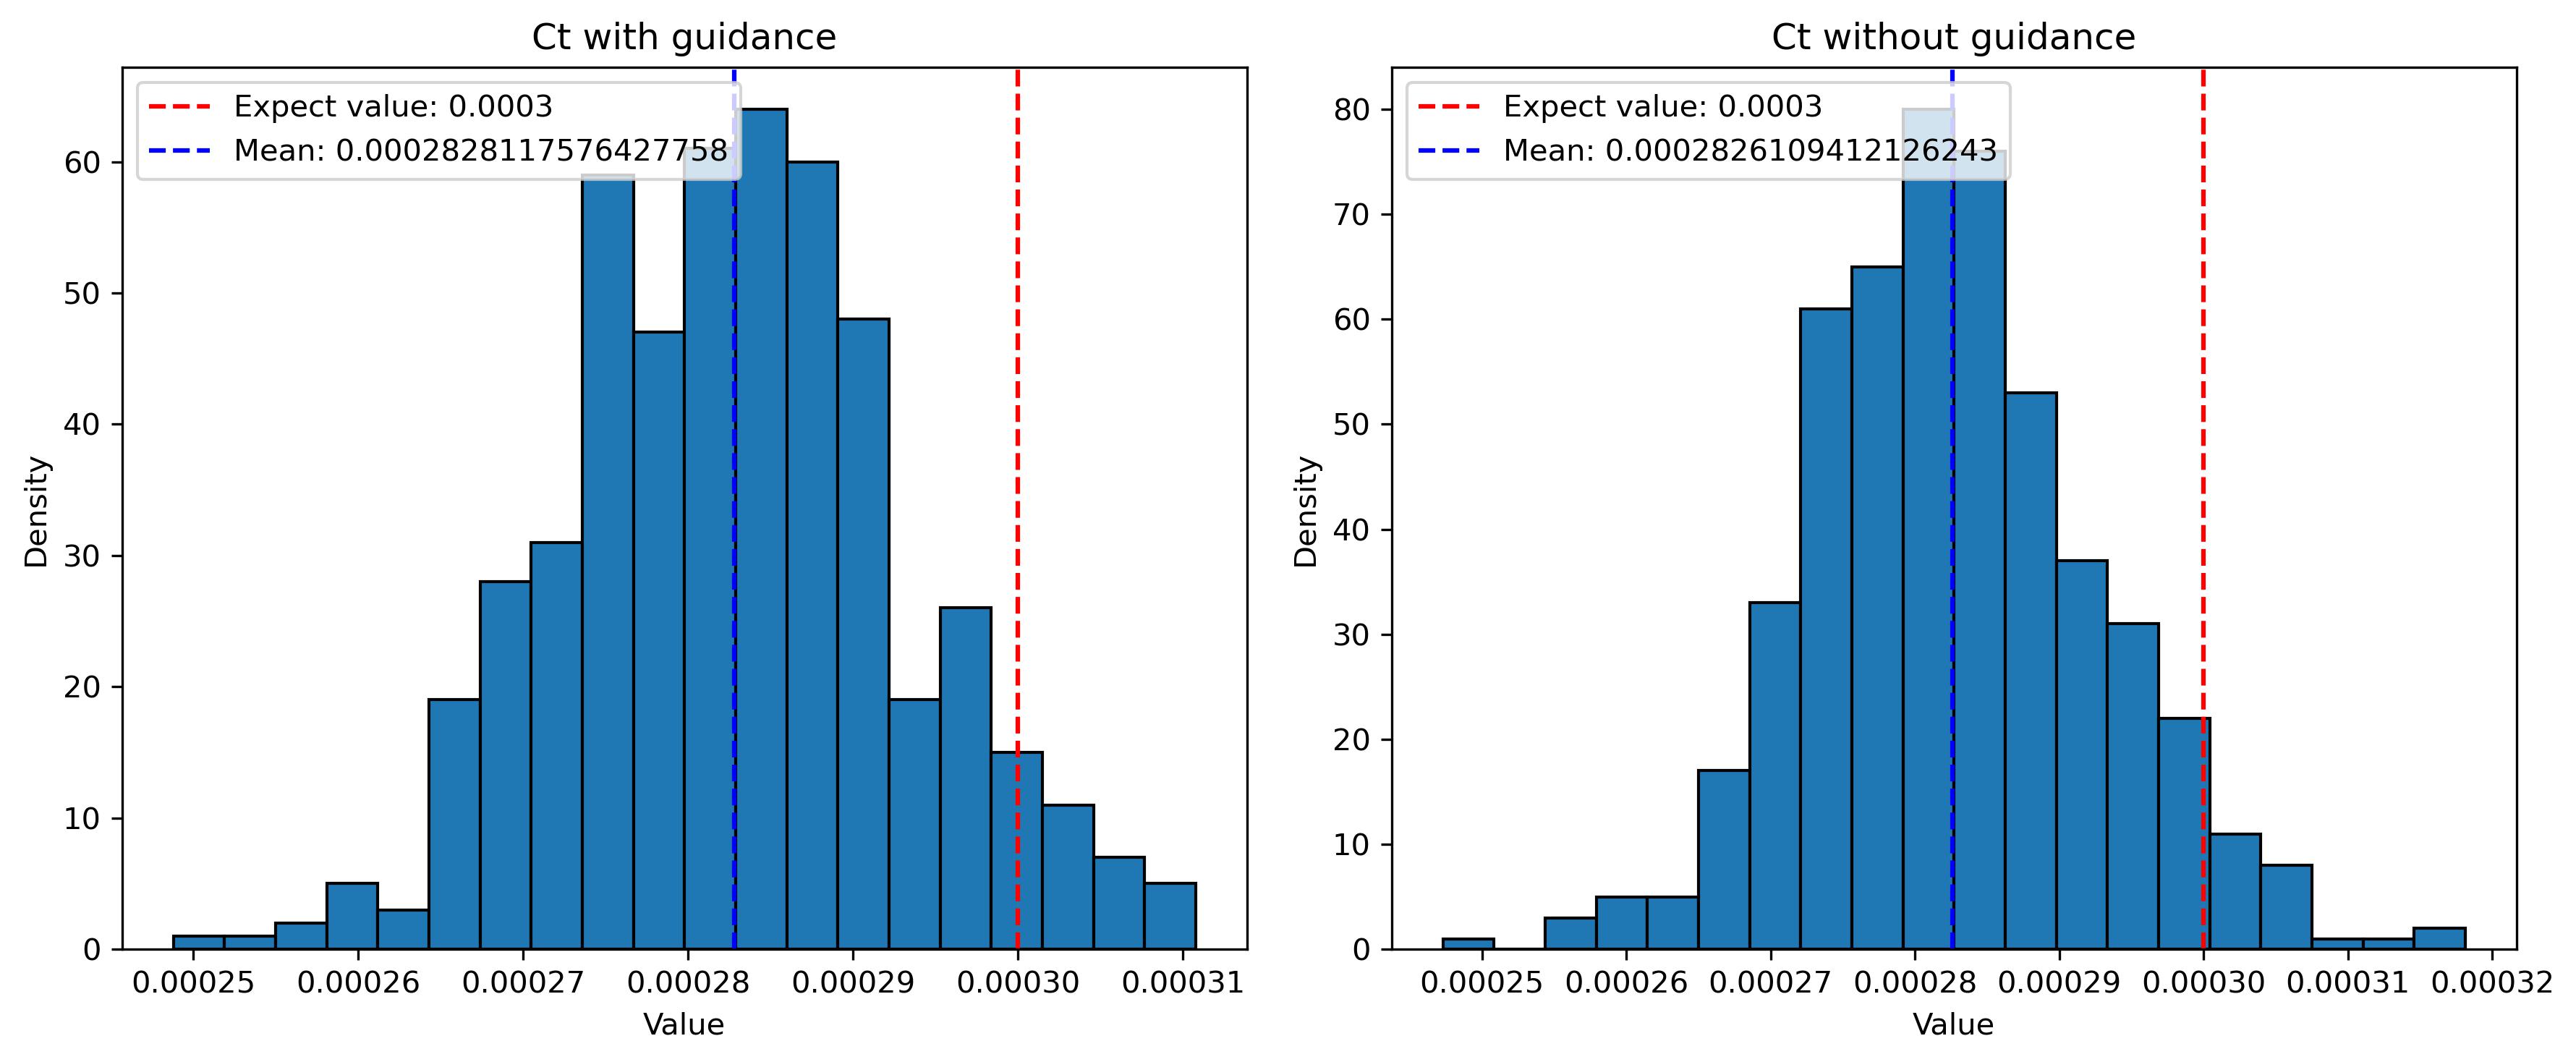 Ct with guidance
Expect value: 0.0003
Mean: 0.0002828117576427758
Density
60
50
40
30
20
10
0
0.00025 0.00026 0.00027 0.00028 0.00029 0.00030 0.00031
Value
Ct without guidance
Expect value: 0.0003
Mean: 0.0002826109412126243
Density
80
70
60
50
40
30
20
10
0
0.00025 0.00026 0.00027 0.00028 0.00029 0.00030 0.00031 0.00032
Value